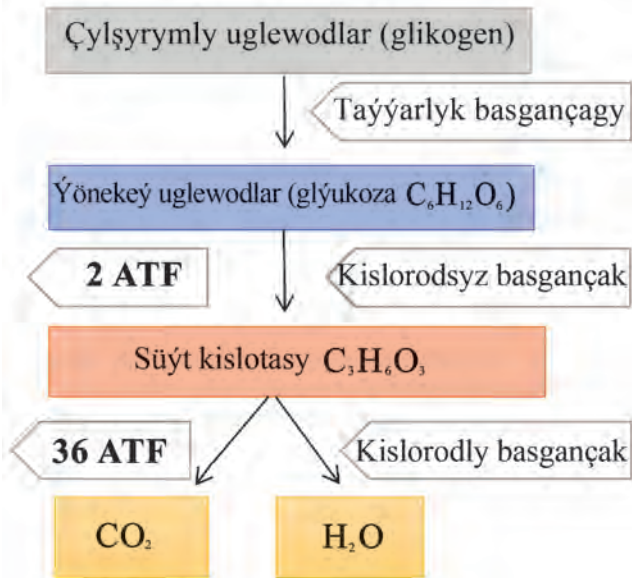 Çylşyrymly uglewodlar (glikogen)
Taýýarlyk basgançagy
Ýönekeý uglewodlar (glýukoza C₆H₁₂O₆)
2 ATF
Kislorodsyz basgançak
Süýt kislotasy C₃H₆O₃
36 ATF
Kislorodly basgançak
CO₂
H₂O